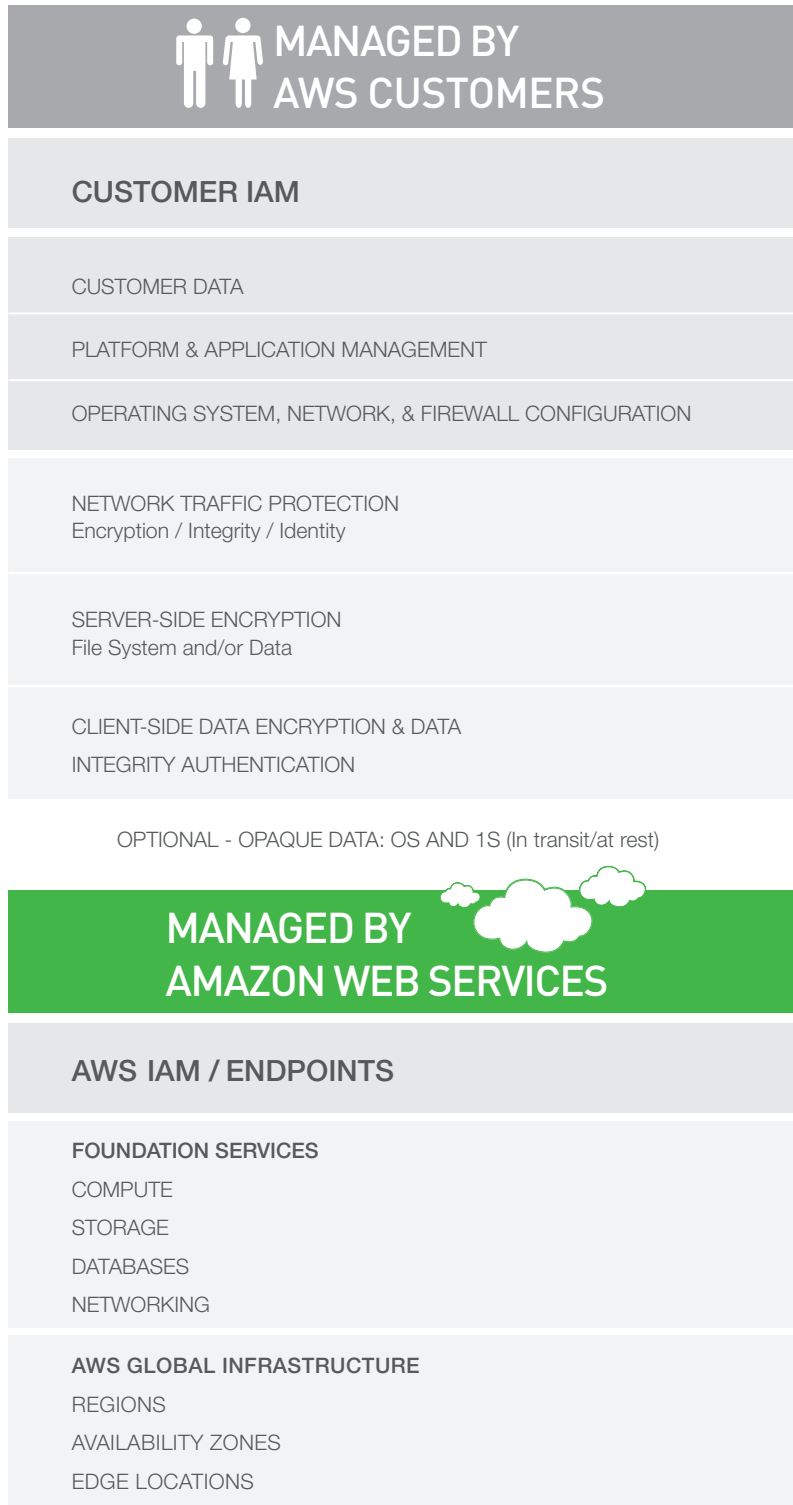 MANAGED BY
AWS CUSTOMERS
CUSTOMER IAM
CUSTOMER DATA
PLATFORM & APPLICATION MANAGEMENT
OPERATING SYSTEM, NETWORK, & FIREWALL CONFIGURATION
NETWORK TRAFFIC PROTECTION
Encryption / Integrity / Identity
SERVER-SIDE ENCRYPTION
File System and/or Data
CLIENT-SIDE DATA ENCRYPTION & DATA
INTEGRITY AUTHENTICATION
OPTIONAL - OPAQUE DATA: OS AND 1S (In transit/at rest)
MANAGED BY
AMAZON WEB SERVICES
AWS IAM / ENDPOINTS
FOUNDATION SERVICES
COMPUTE
STORAGE
DATABASES
NETWORKING
AWS GLOBAL INFRASTRUCTURE
REGIONS
AVAILABILITY ZONES
EDGE LOCATIONS